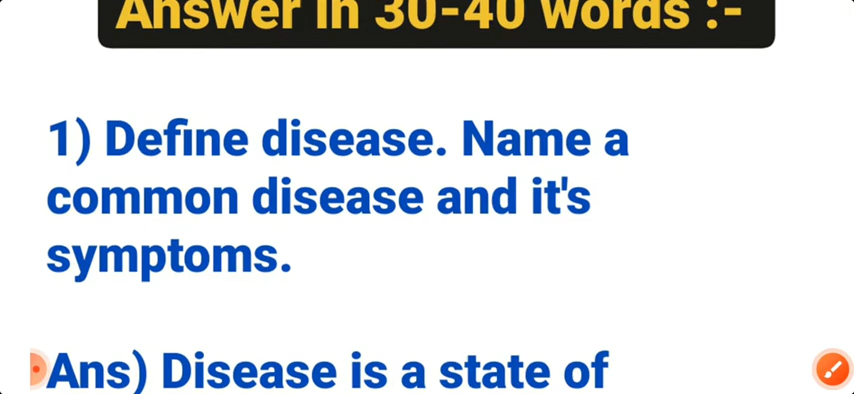 Answer in 30-40 words :-
1) Define disease. Name a
common disease and it's
symptoms.
Ans) Disease is a state of